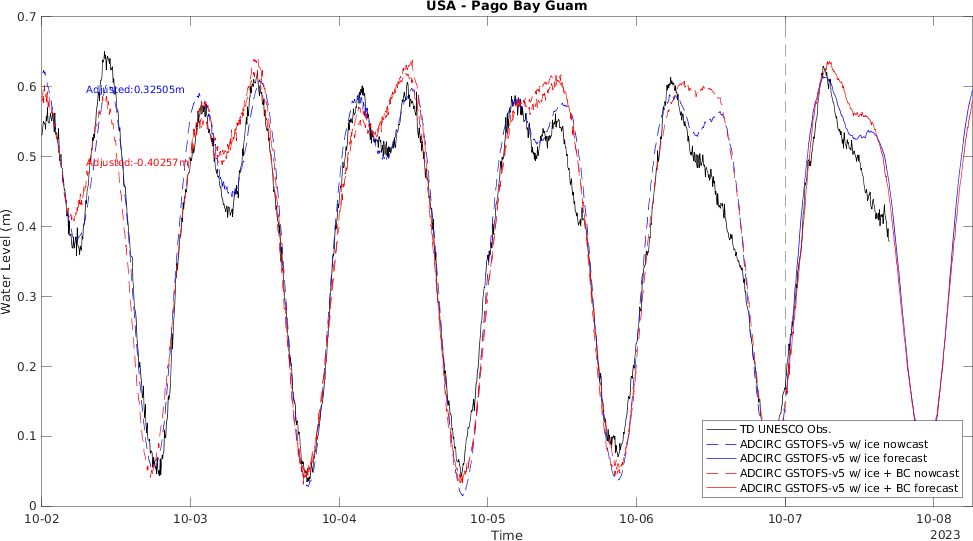 USA - Pago Bay Guam
0.7
0.6
0.5
0.4
0.3
0.2
0.1
0
Water Level (m)
Adjusted:0.32505m
Adjusted:-0.40257m
TD UNESCO Obs.
ADCIRC GSTOFS-v5 w/ ice nowcast
ADCIRC GSTOFS-v5 w/ ice forecast
ADCIRC GSTOFS-v5 w/ ice + BC nowcast
ADCIRC GSTOFS-v5 w/ ice + BC forecast
10-02 10-03 10-04 10-05 10-06 10-07 10-08
Time
2023